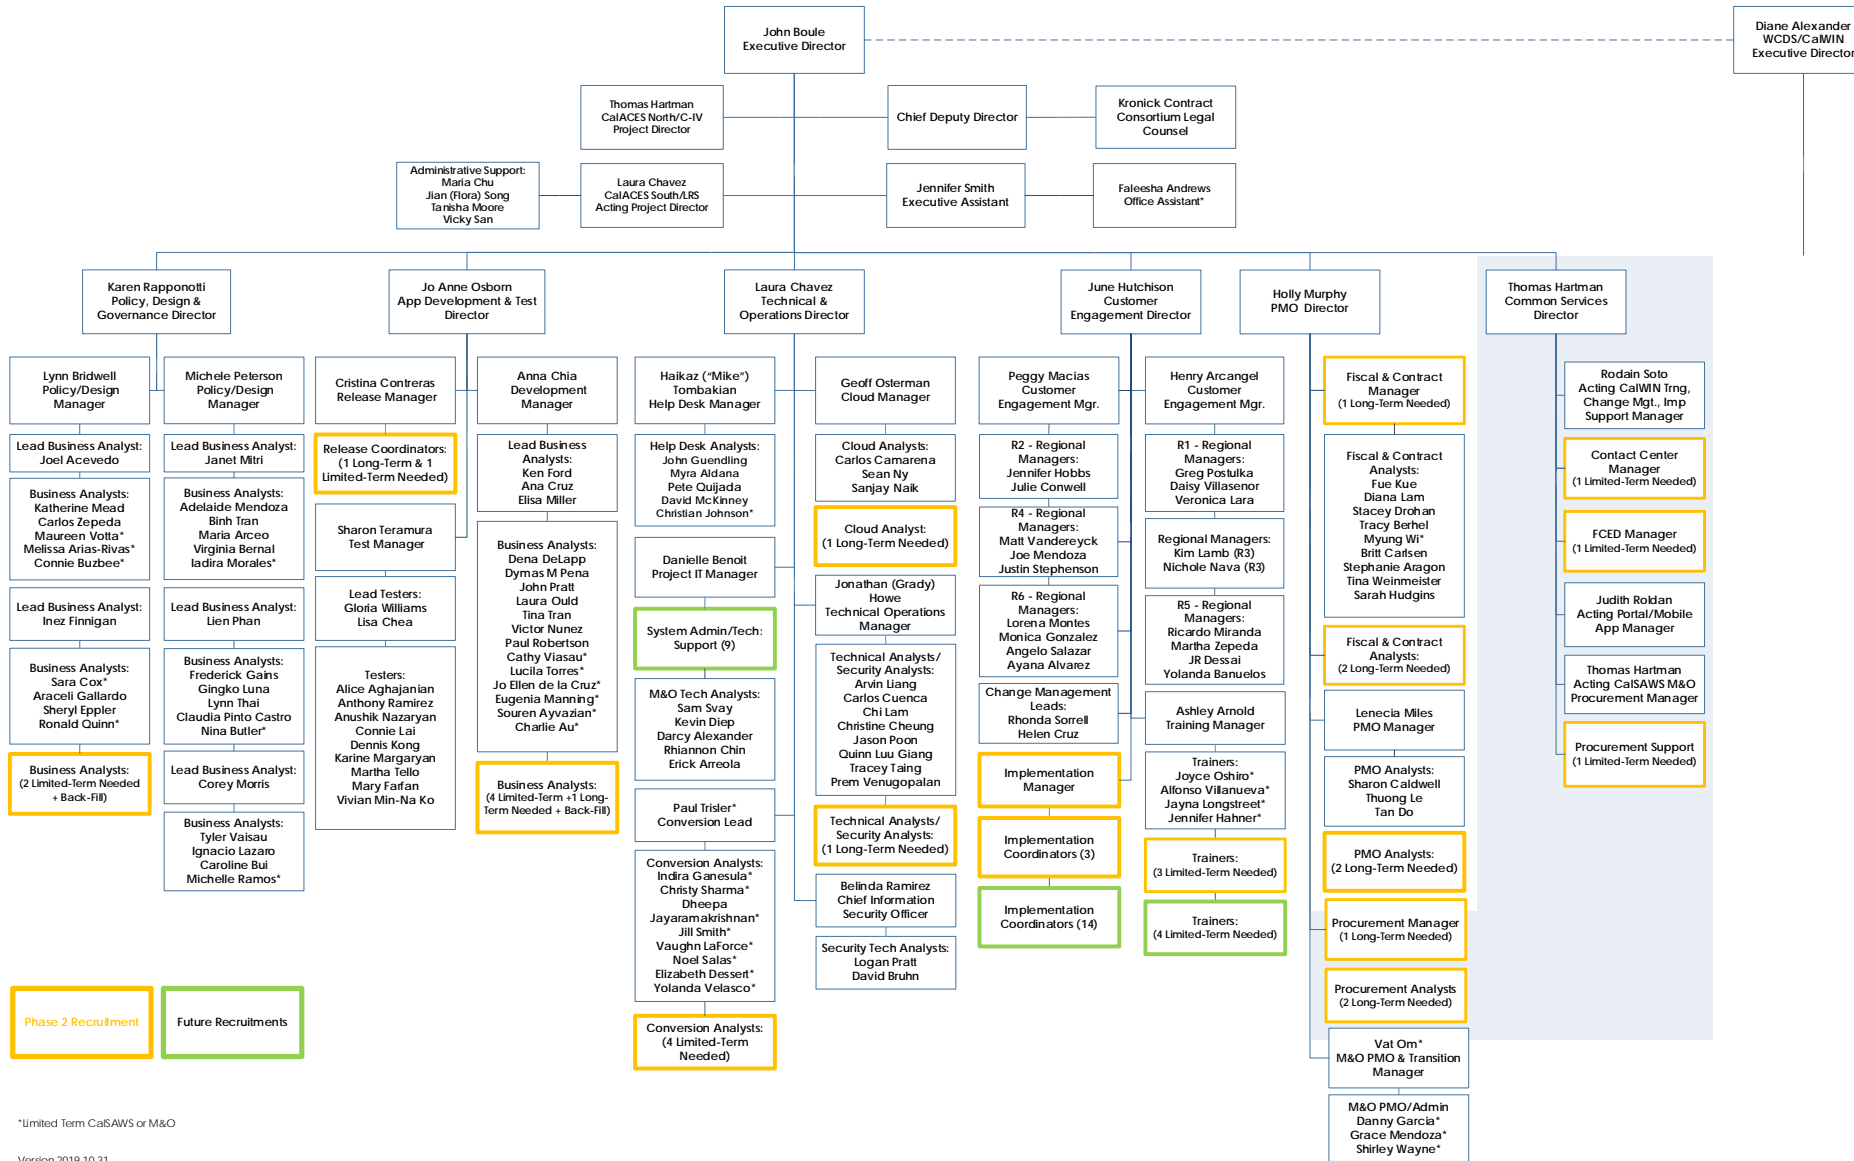 John Boule
Executive Director
Diane Alexander
WCDS/CalWIN
Executive Director
Thomas Hartman
CalACES North/C-IV
Project Director
Chief Deputy Director
Kronick Contract
Consortium Legal
Counsel
Administrative Support:
Maria Chu
Jian (Flora) Song
Tanisha Moore
Vicky San
Laura Chavez
CalACES South/LRS
Acting Project Director
Jennifer Smith
Executive Assistant
Faleesha Andrews
Office Assistant*
Karen Rapponotti
Policy, Design &
Governance Director
Jo Anne Osborn
App Development & Test
Director
Laura Chavez
Technical &
Operations Director
June Hutchison
Customer
Engagement Director
Holly Murphy
PMO Director
Thomas Hartman
Common Services
Director
Lynn Bridwell
Policy/Design
Manager
Lead Business Analyst:
Joel Acevedo
Business Analysts:
Katherine Mead
Carlos Zepeda
Maureen Votta*
Melissa Arias-Rivas*
Connie Buzbee*
Lead Business Analyst:
Inez Finnigan
Business Analysts:
Sara Cox*
Araceli Gallardo
Sheryl Eppler
Ronald Quinn*
Business Analysts:
(2 Limited-Term Needed
+ Back-Fill)
Michele Peterson
Policy/Design
Manager
Lead Business Analyst:
Janet Mitri
Business Analysts:
Adelaide Mendoza
Binh Tran
Maria Arceo
Virginia Bernal
Iadira Morales*
Lead Business Analyst:
Lien Phan
Business Analysts:
Frederick Gains
Gingko Luna
Lynn Thai
Claudia Pinto Castro
Nina Butler*
Lead Business Analyst:
Corey Morris
Business Analysts:
Tyler Vaisau
Ignacio Lazaro
Caroline Bui
Michelle Ramos*
Cristina Contreras
Release Manager
Release Coordinators:
(1 Long-Term & 1
Limited-Term Needed)
Sharon Teramura
Test Manager
Lead Testers:
Gloria Williams
Lisa Chea
Testers:
Alice Aghajanian
Anthony Ramirez
Anushik Nazaryan
Connie Lai
Dennis Kong
Karine Margaryan
Martha Tello
Mary Farfan
Vivian Min-Na Ko
Anna Chia
Development
Manager
Lead Business
Analysts:
Ken Ford
Ana Cruz
Elisa Miller
Business Analysts:
Dena DeLapp
Dymas M Pena
John Pratt
Laura Ould
Tina Tran
Victor Nunez
Paul Robertson
Cathy Viasau*
Lucila Torres*
Jo Ellen de la Cruz*
Eugenia Manning*
Souren Ayvazian*
Charlie Au*
Business Analysts:
(4 Limited-Term +1 Long-
Term Needed + Back-Fill)
Haikaz ("Mike")
Tombakian
Help Desk Manager
Help Desk Analysts:
John Guendling
Myra Aldana
Pete Quijada
David McKinney
Christian Johnson*
Danielle Benoit
Project IT Manager
System Admin/Tech:
Support (9)
M&O Tech Analysts:
Sam Svay
Kevin Diep
Darcy Alexander
Rhiannon Chin
Erick Arreola
Paul Trisler*
Conversion Lead
Conversion Analysts:
Indira Ganesula*
Christy Sharma*
Dheepa
Jayaramakrishnan*
Jill Smith*
Vaughn LaForce*
Noel Salas*
Elizabeth Dessert*
Yolanda Velasco*
Conversion Analysts:
(4 Limited-Term
Needed)
Geoff Osterman
Cloud Manager
Cloud Analysts:
Carlos Camarena
Sean Ny
Sanjay Naik
Cloud Analyst:
(1 Long-Term Needed)
Jonathan (Grady)
Howe
Technical Operations
Manager
Technical Analysts/
Security Analysts:
Arvin Liang
Carlos Cuenca
Chi Lam
Christine Cheung
Jason Poon
Quinn Luu Giang
Tracey Taing
Prem Venugopalan
Technical Analysts/
Security Analysts:
(1 Long-Term Needed)
Belinda Ramirez
Chief Information
Security Officer
Security Tech Analysts:
Logan Pratt
David Bruhn
Peggy Macias
Customer
Engagement Mgr.
R2 - Regional
Managers:
Jennifer Hobbs
Julie Conwell
R4 - Regional
Managers:
Matt Vandereyck
Joe Mendoza
Justin Stephenson
R6 - Regional
Managers:
Lorena Montes
Monica Gonzalez
Angelo Salazar
Ayana Alvarez
Change Management
Leads:
Rhonda Sorrell
Helen Cruz
Implementation
Manager
Implementation
Coordinators (3)
Implementation
Coordinators (14)
Henry Arcangel
Customer
Engagement Mgr.
R1 - Regional
Managers:
Greg Postulka
Daisy Villasenor
Veronica Lara
Regional Managers:
Kim Lamb (R3)
Nichole Nava (R3)
R5 - Regional
Managers:
Ricardo Miranda
Martha Zepeda
JR Dessai
Yolanda Banuelos
Ashley Arnold
Training Manager
Trainers:
Joyce Oshiro*
Alfonso Villanueva*
Jayna Longstreet*
Jennifer Hahner*
Trainers:
(3 Limited-Term Needed)
Trainers:
(4 Limited-Term Needed)
Fiscal & Contract
Manager
(1 Long-Term Needed)
Fiscal & Contract
Analysts:
Fue Kue
Diana Lam
Stacey Drohan
Tracy Berhel
Myung Wi*
Britt Carlsen
Stephanie Aragon
Tina Weinmeister
Sarah Hudgins
Fiscal & Contract
Analysts:
(2 Long-Term Needed)
Lenecia Miles
PMO Manager
PMO Analysts:
Sharon Caldwell
Thuong Le
Tan Do
PMO Analysts:
(2 Long-Term Needed)
Procurement Manager
(1 Long-Term Needed)
Procurement Analysts
(2 Long-Term Needed)
Vat Om*
M&O PMO & Transition
Manager
M&O PMO/Admin
Danny Garcia*
Grace Mendoza*
Shirley Wayne*
Rodain Soto
Acting CalWIN Trng,
Change Mgt., Imp
Support Manager
Contact Center
Manager
(1 Limited-Term Needed)
FCED Manager
(1 Limited-Term Needed)
Judith Roldan
Acting Portal/Mobile
App Manager
Thomas Hartman
Acting CalSAWS M&O
Procurement Manager
Procurement Support
(1 Limited-Term Needed)
Phase 2 Recruitment
Future Recruitments
*Limited Term CalSAWS or M&O
Version 2019.10.31